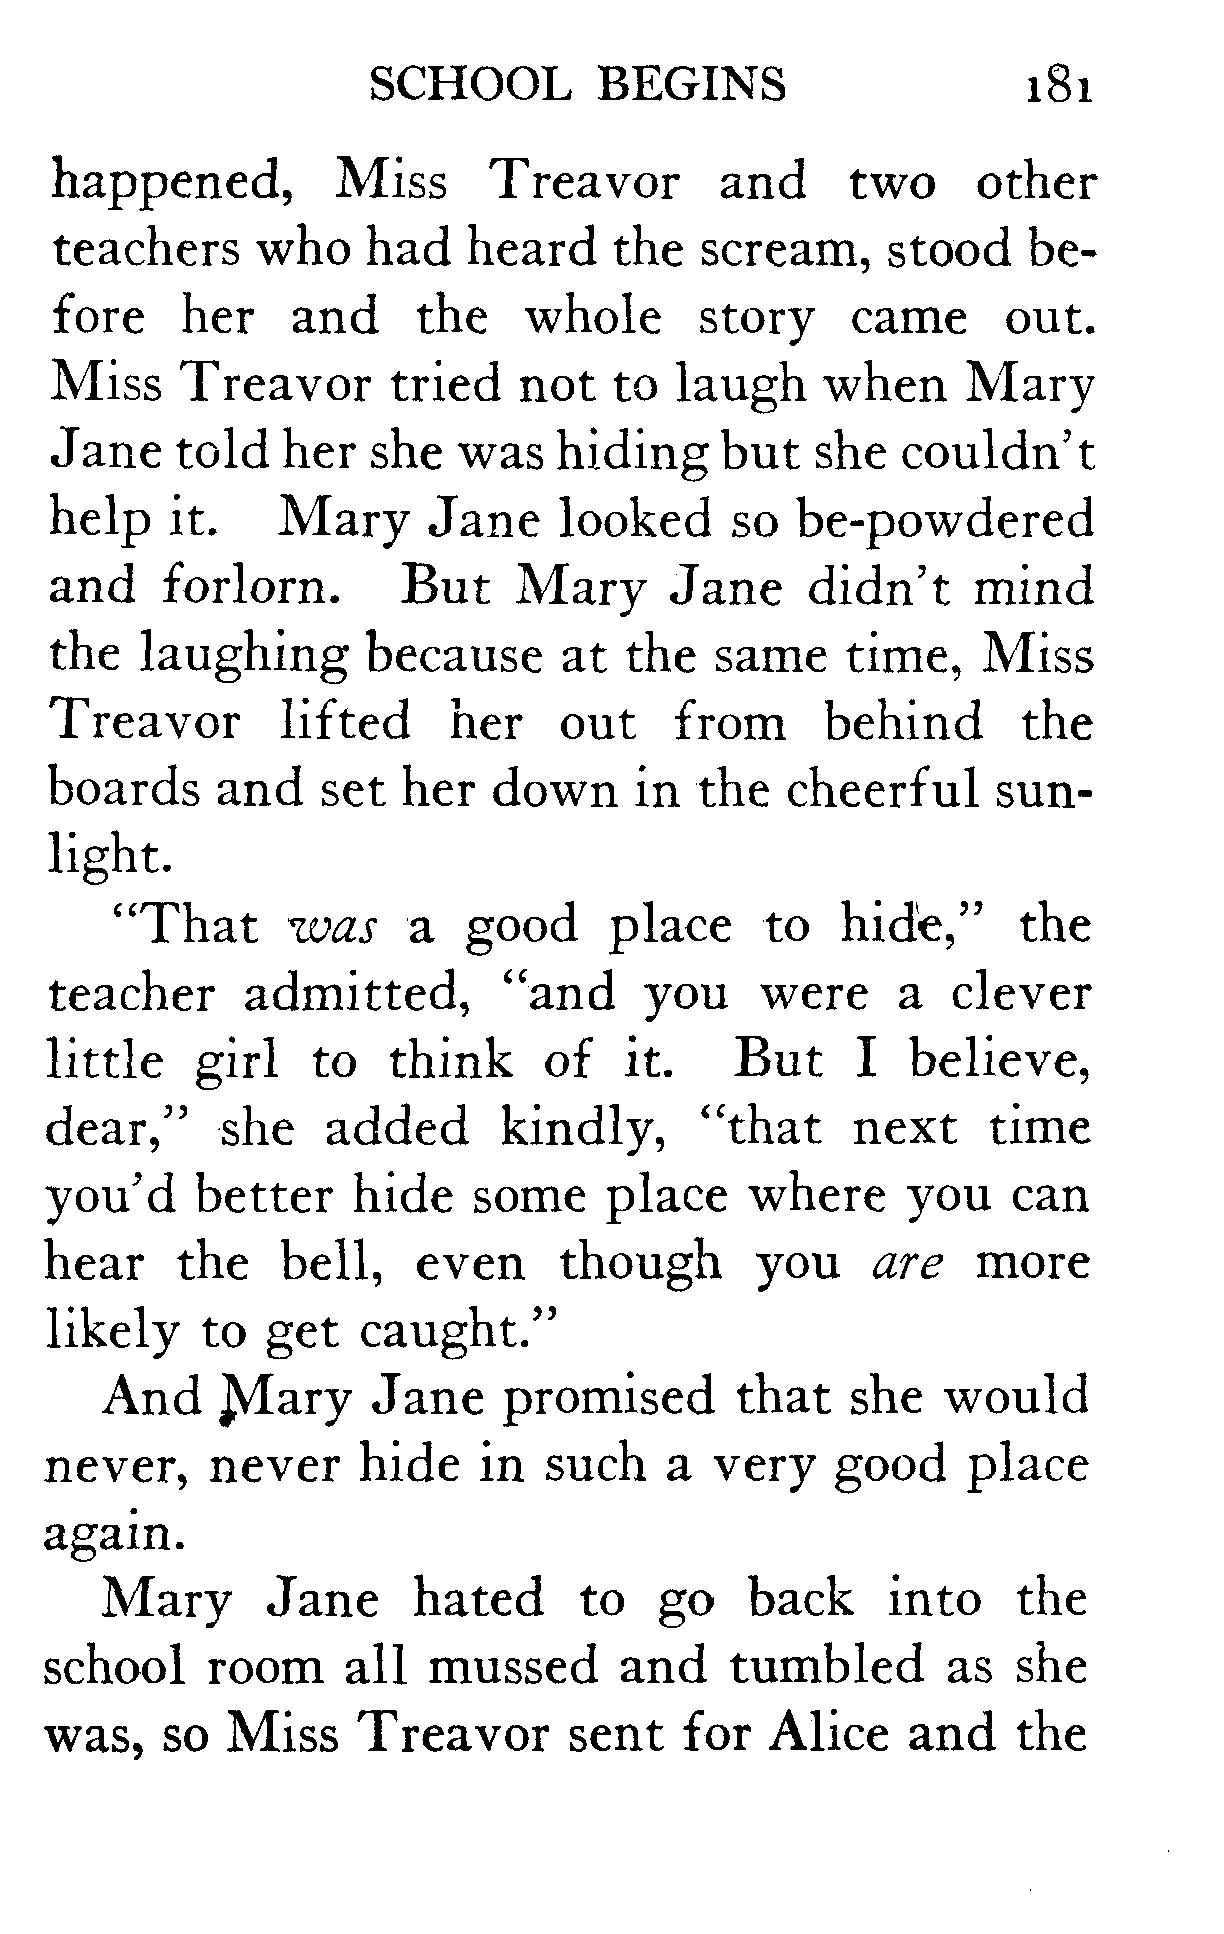 SCHOOL BEGINS 181
happened, Miss Treavor and two other
teachers who had heard the scream, stood be-
fore her and the whole story came out.
Miss Treavor tried not to laugh when Mary
Jane told her she was hiding but she couldn't
help it. Mary Jane looked so be-powdered
and forlorn. But Mary Jane didn't mind
the laughing because at the same time, Miss
Treavor lifted her out from behind the
boards and set her down in the cheerful sun-
light.
"That was a good place to hide," the
teacher admitted, "and you were a clever
little girl to think of it. But I believe,
dear," she added kindly, "that next time
you'd better hide some place where you can
hear the bell, even though you are more
likely to get caught."
And Mary Jane promised that she would
never, never hide in such a very good place
again.
Mary Jane hated to go back into the
school room all mussed and tumbled as she
was, so Miss Treavor sent for Alice and the